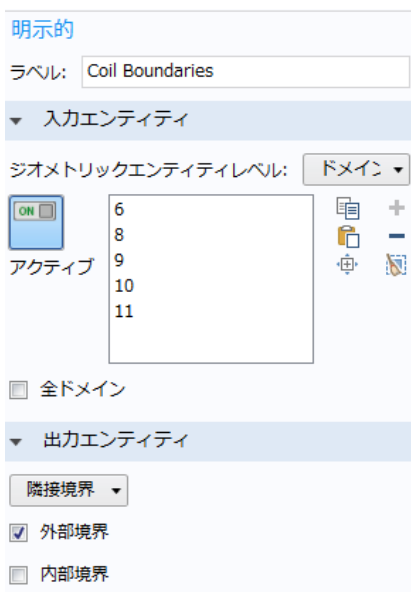 明示的
ラベル: Coil Boundaries
入力エンティティ
ジオメトリックエンティティレベル: ドメイン
ON
アクティブ
6
8
9
10
11
全ドメイン
出力エンティティ
隣接境界
外部境界
内部境界